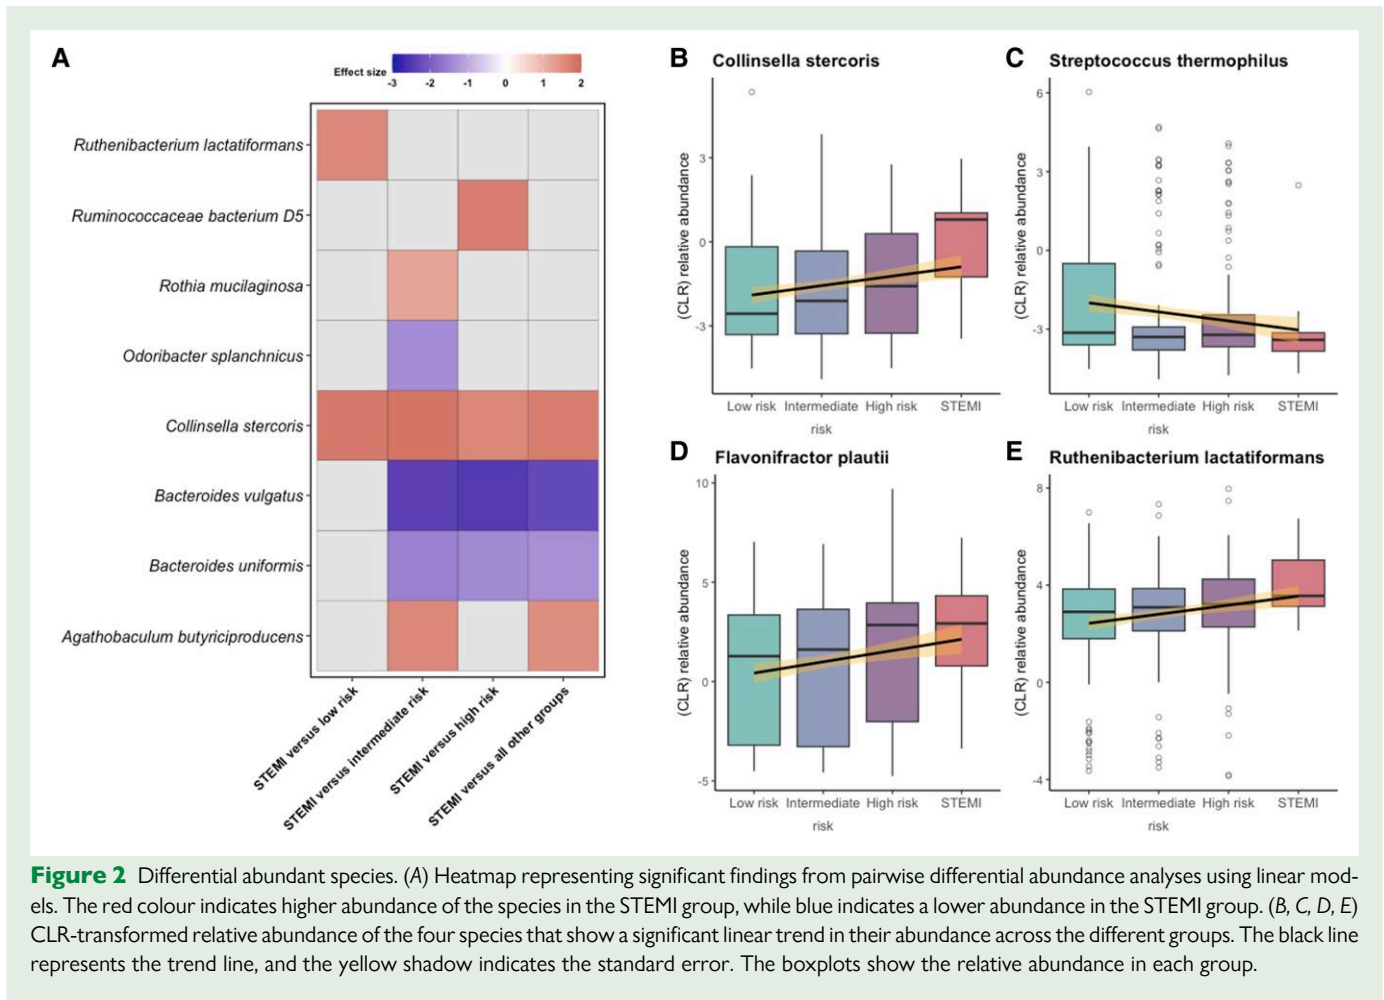 A
Effect size
-3 -2 -1 0 1 2
Ruthenibacterium lactatiformans
Ruminococcaceae bacterium D5
Rothia mucilaginosa
Odoribacter splanchnicus
Collinsella stercoris
Bacteroides vulgatus
Bacteroides uniformis
Agathobaculum butyriciproducens
STEMI versus low risk
STEMI versus intermediate risk
STEMI versus high risk
STEMI versus all other groups
B Collinsella stercoris
(CLR) relative abundance
3
0
-3
Low risk Intermediate High risk STEMI
risk
C Streptococcus thermophilus
(CLR) relative abundance
6
3
0
-3
Low risk Intermediate High risk STEMI
risk
D Flavonifractor plautii
(CLR) relative abundance
10
5
0
-5
Low risk Intermediate High risk STEMI
risk
E Ruthenibacterium lactatiformans
(CLR) relative abundance
8
4
0
-4
Low risk Intermediate High risk STEMI
risk
Figure 2 Differential abundant species. (A) Heatmap representing significant findings from pairwise differential abundance analyses using linear mod-
els. The red colour indicates higher abundance of the species in the STEMI group, while blue indicates a lower abundance in the STEMI group. (B, C, D, E)
CLR-transformed relative abundance of the four species that show a significant linear trend in their abundance across the different groups. The black line
represents the trend line, and the yellow shadow indicates the standard error. The boxplots show the relative abundance in each group.